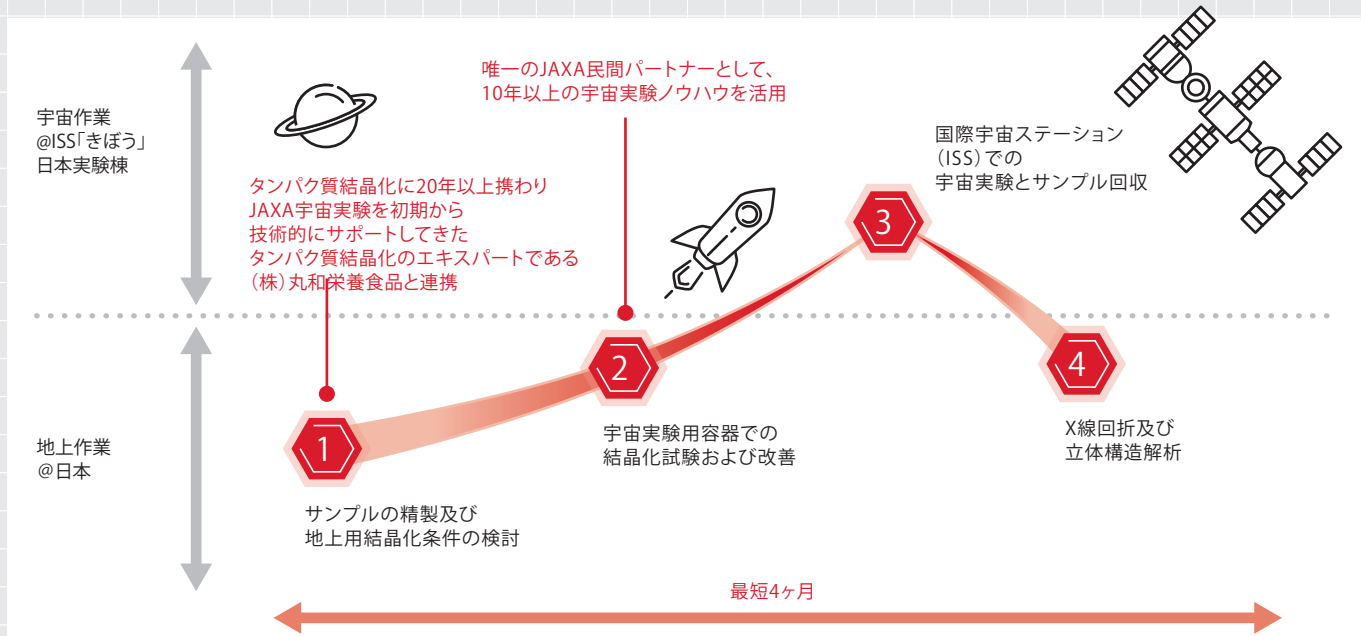 宇宙作業
@ISS「きぼう」
日本実験棟
唯一のJAXA民間パートナーとして、
10年以上の宇宙実験ノウハウを活用
国際宇宙ステーション
(ISS)での
宇宙実験とサンプル回収
タンパク質結晶化に20年以上携わり
JAXA宇宙実験を初期から
技術的にサポートしてきた
タンパク質結晶化のエキスパートである
(株)丸和栄養食品と連携
3
2
4
1
宇宙実験用容器での
結晶化試験および改善
X線回折及び
立体構造解析
地上作業
@日本
サンプルの精製及び
地上用結晶化条件の検討
最短4ヶ月